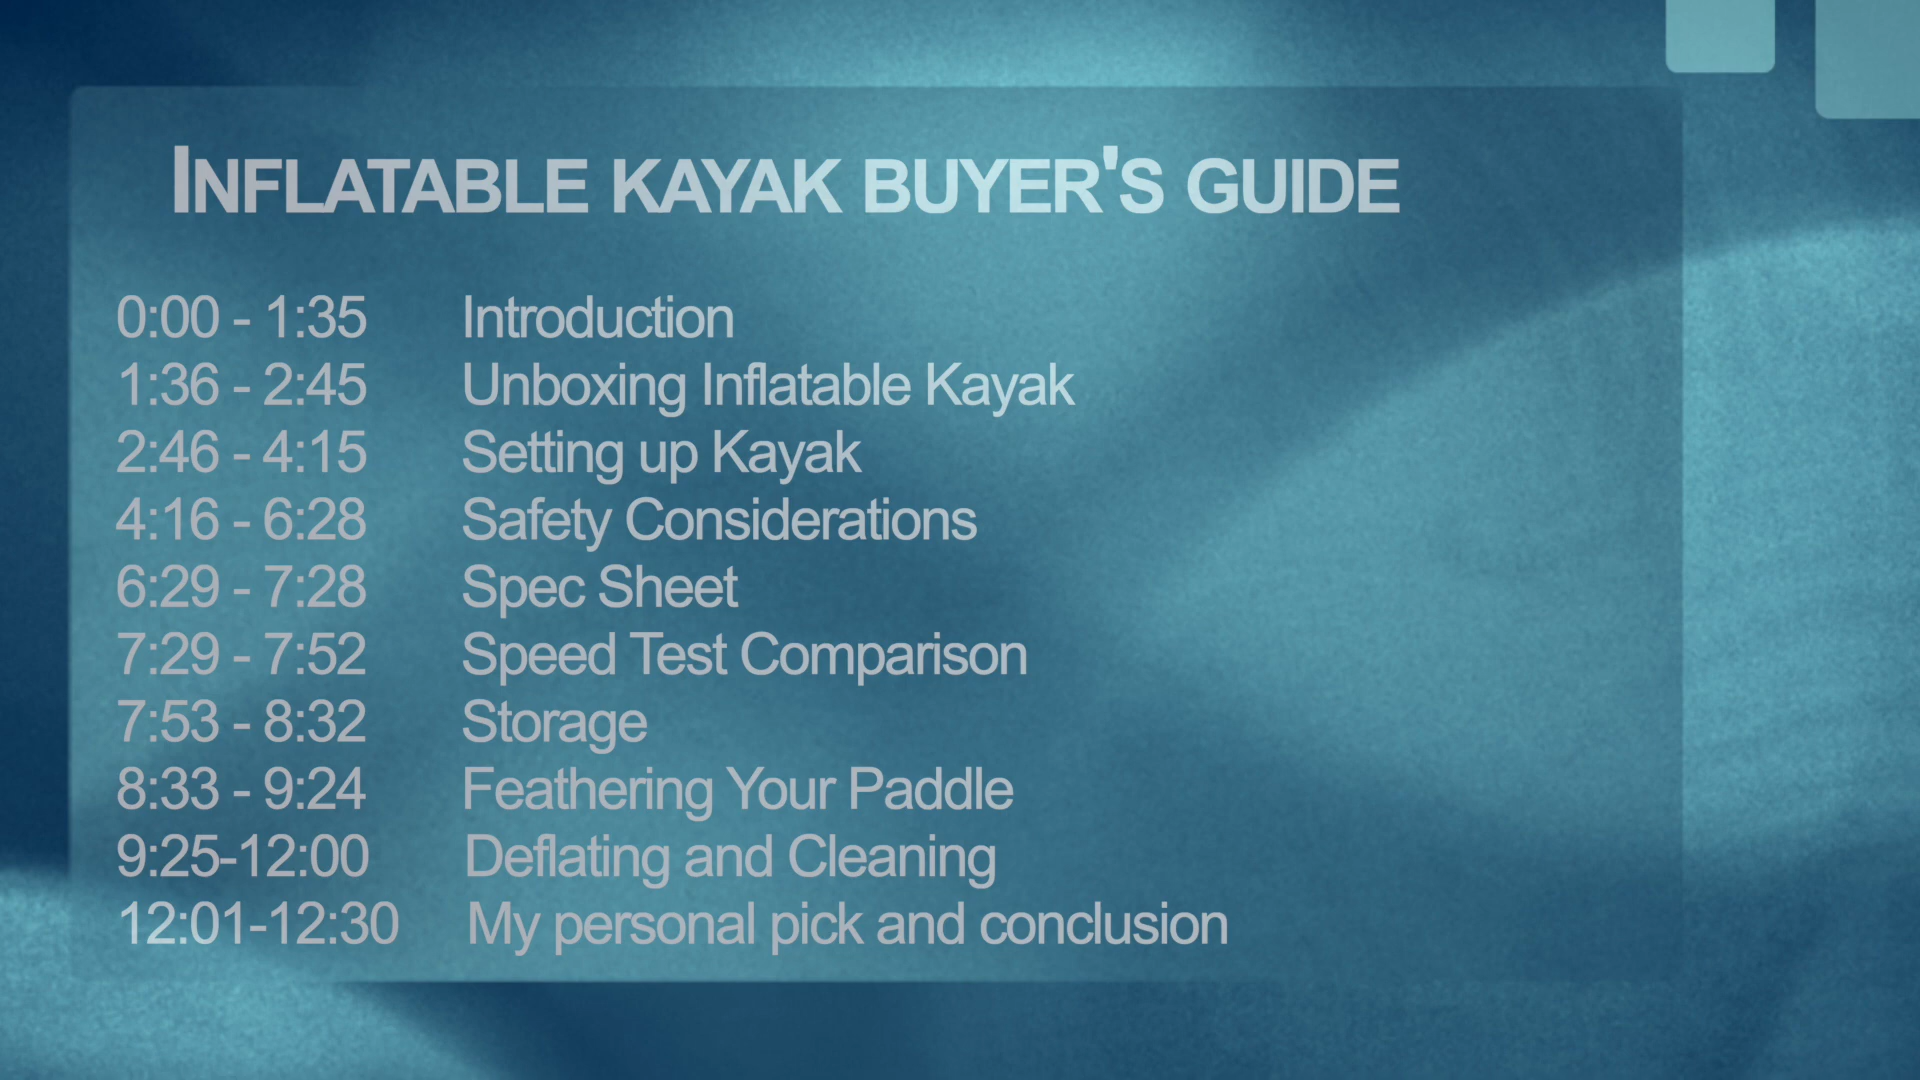 INFLATABLE KAYAK BUYER'S GUIDE
0:00 - 1:35 Introduction
1:36 - 2:45 Unboxing Inflatable Kayak
2:46 - 4:15 Setting up Kayak
4:16 - 6:28 Safety Considerations
6:29 - 7:28 Spec Sheet
7:29 - 7:52 Speed Test Comparison
7:53 - 8:32 Storage
8:33 - 9:24 Feathering Your Paddle
9:25-12:00 Deflating and Cleaning
12:01-12:30 My personal pick and conclusion